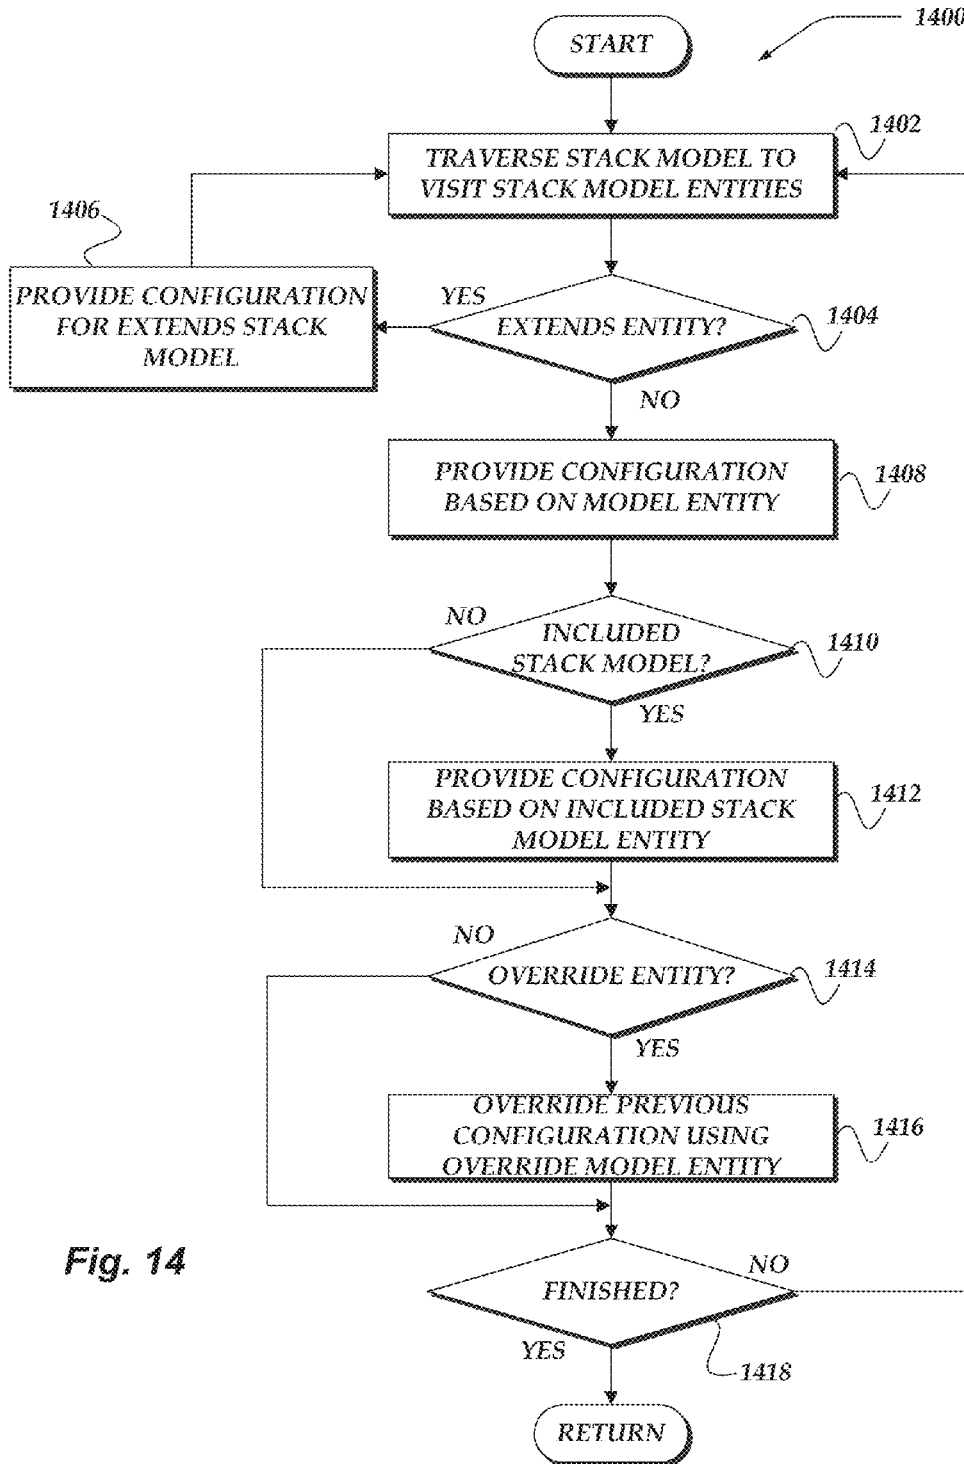 1400
START
1402
TRAVERSE STACK MODEL TO
VISIT STACK MODEL ENTITIES
1406
PROVIDE CONFIGURATION
FOR EXTENDS STACK
MODEL
YES
EXTENDS ENTITY?
1404
NO
PROVIDE CONFIGURATION
BASED ON MODEL ENTITY
1408
NO
INCLUDED
STACK MODEL?
1410
YES
PROVIDE CONFIGURATION
BASED ON INCLUDED STACK
MODEL ENTITY
1412
NO
OVERRIDE ENTITY?
1414
YES
OVERRIDE PREVIOUS
CONFIGURATION USING
OVERRIDE MODEL ENTITY
1416
Fig. 14
FINISHED?
NO
YES
1418
RETURN